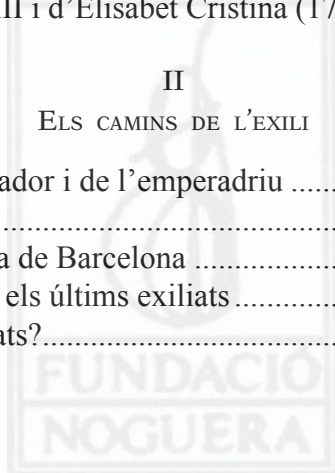 III i d’Elisabet Cristina (17
II
ELS CAMINS DE L’EXILI
ador i de l’emperadriu ......
................................................
a de Barcelona ....................
els últims exiliats...............
ats?..........................................
FUNDACIÓ
NOGUERA